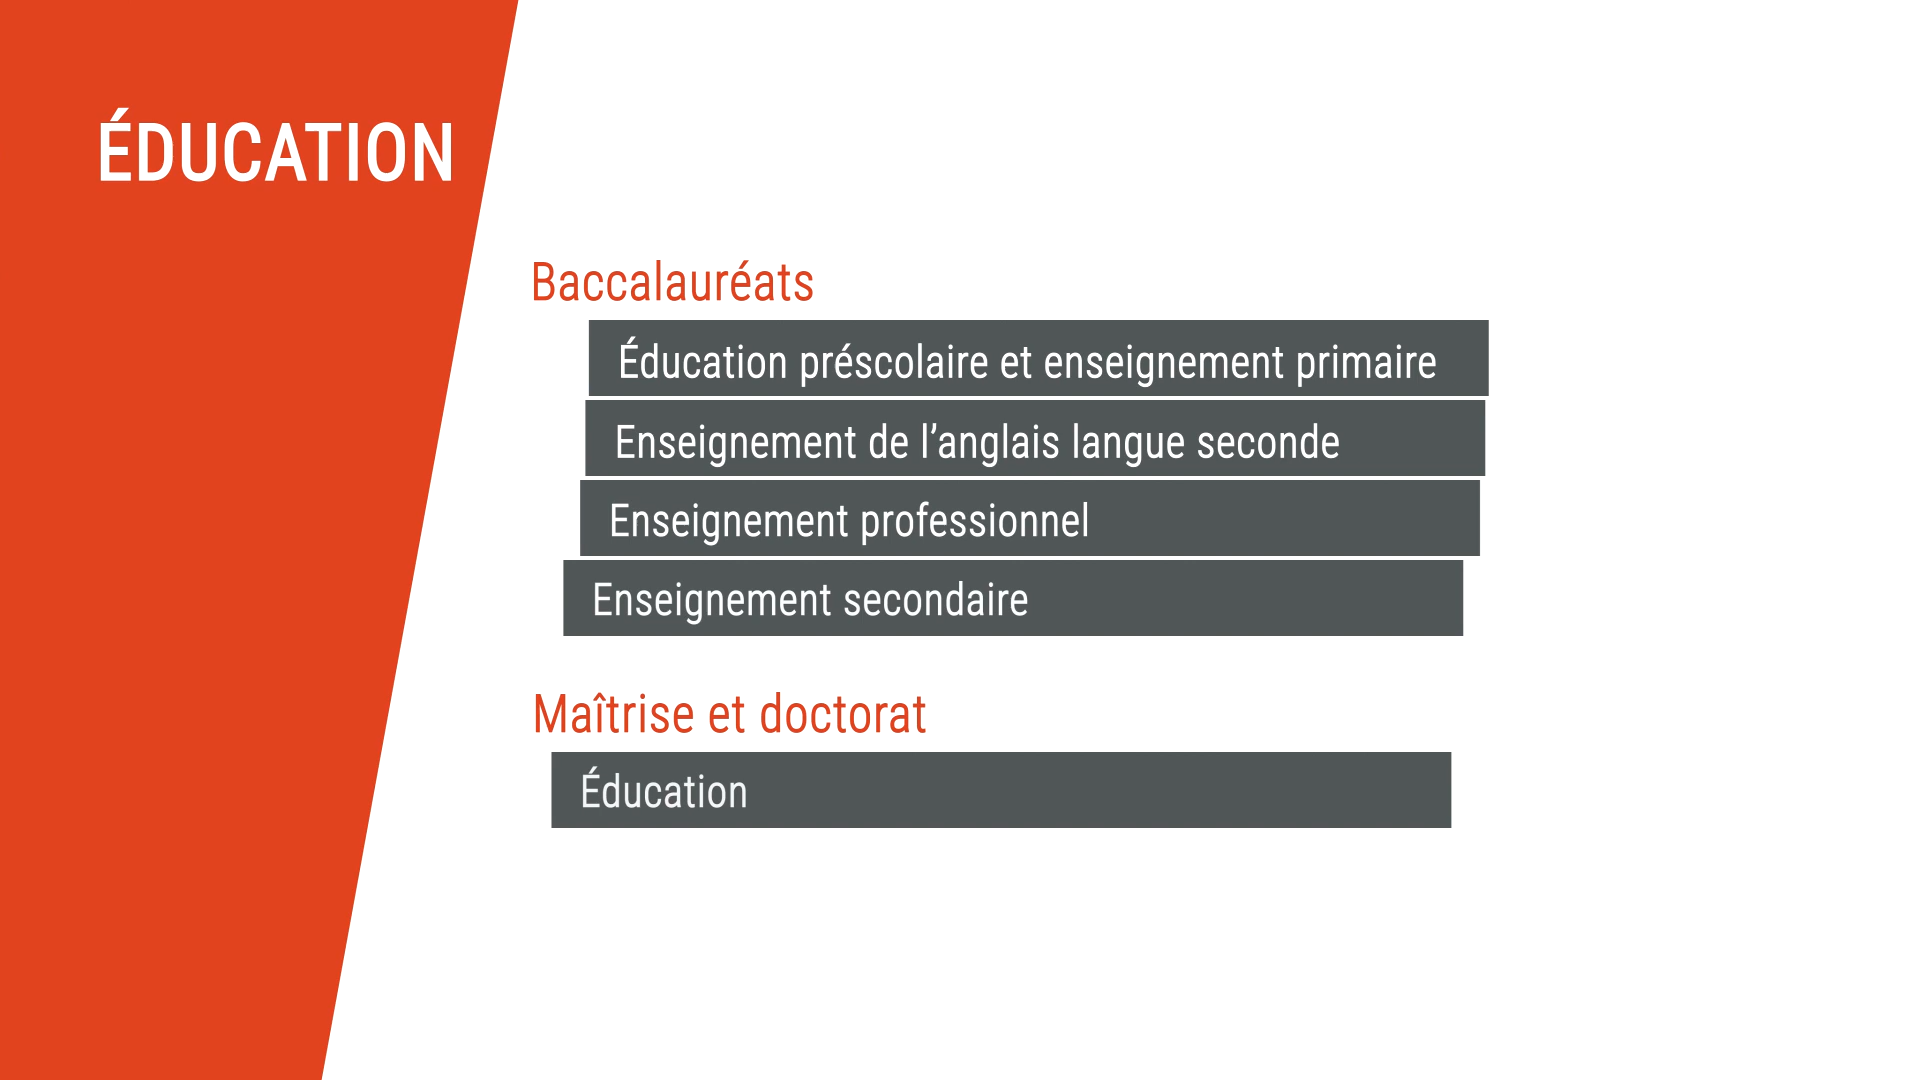 ÉDUCATION
Baccalauréats
Éducation préscolaire et enseignement primaire
Enseignement de l’anglais langue seconde
Enseignement professionnel
Enseignement secondaire
Maîtrise et doctorat
Éducation